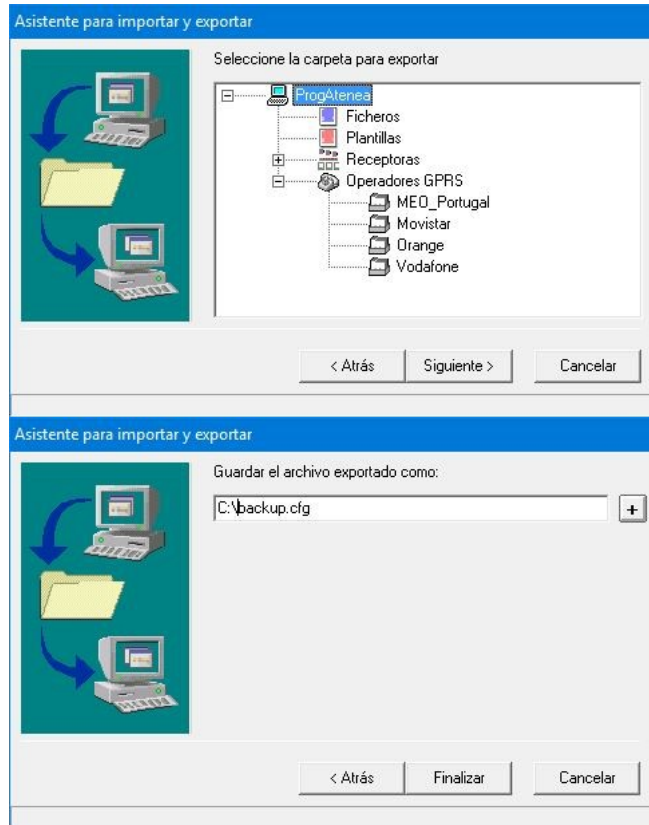 Asistente para importar y exportar
Seleccione la carpeta para exportar
ProgAtenea
Ficheros
Plantillas
Receptoras
Operadores GPRS
MEO_Portugal
Movistar
Orange
Vodafone
< Atrás
Siguiente >
Cancelar
Asistente para importar y exportar
Guardar el archivo exportado como:
C:\backup.cfg
+
< Atrás
Finalizar
Cancelar